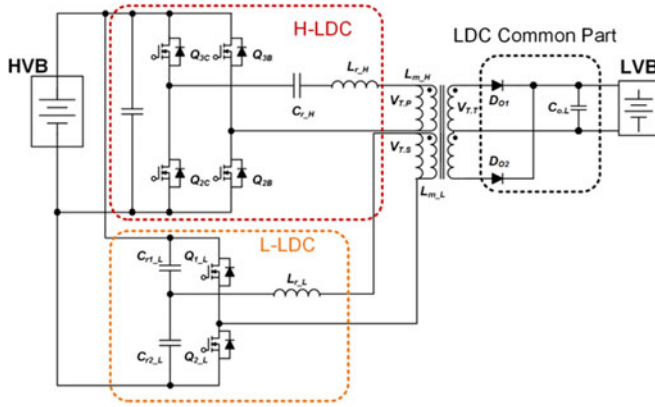 H-LDC
LDC Common Part
HVB
LVB
Q3C
Q3B
Lr_H
Lm_H
Cr_H
VT.P
VT.T
DO1
Co.L
VT.S
Q2C
Q2B
DO2
Lm_L
L-LDC
Cr1_L
Q1_L
Lr_L
Cr2_L
Q2_L